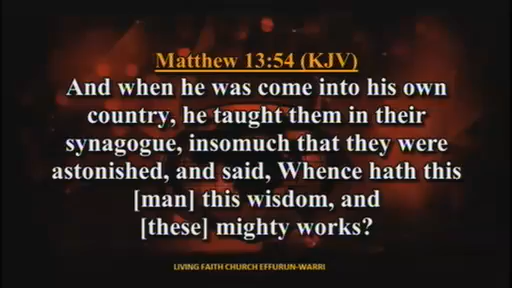 Matthew 13:54 (KJV)
And when he was come into his own
country, he taught them in their
synagogue, insomuch that they were
astonished, and said, Whence hath this
[man] this wisdom, and
[these] mighty works?
LIVING FAITH CHURCH EFFURUN-WARRI